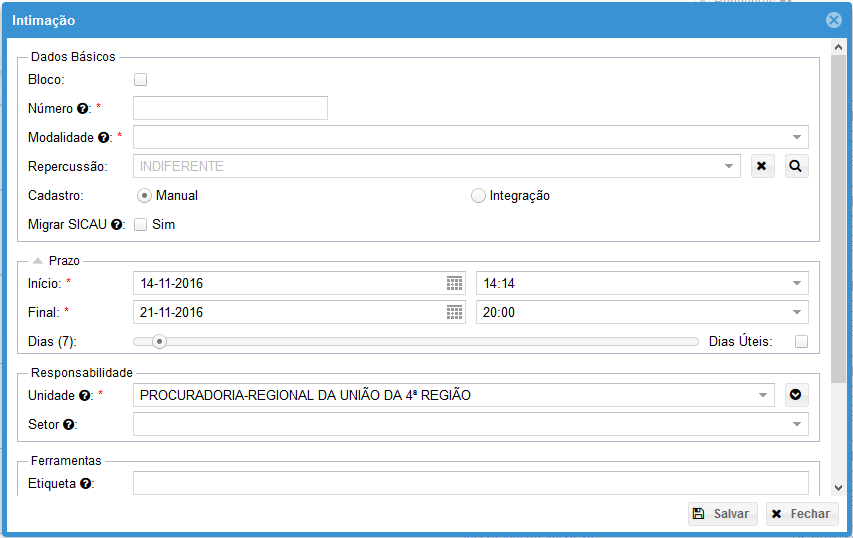 Intimação
Dados Básicos
Bloco:
Número ?: *
Modalidade ?: *
Repercussão: INDIFERENTE
Cadastro: Manual Integração
Migrar SICAU ?: Sim
Prazo
Início: * 14-11-2016 14:14
Final: * 21-11-2016 20:00
Dias (7): Dias Úteis:
Responsabilidade
Unidade ?: * PROCURADORIA-REGIONAL DA UNIÃO DA 4ª REGIÃO
Setor ?:
Ferramentas
Etiqueta ?:
Salvar Fechar